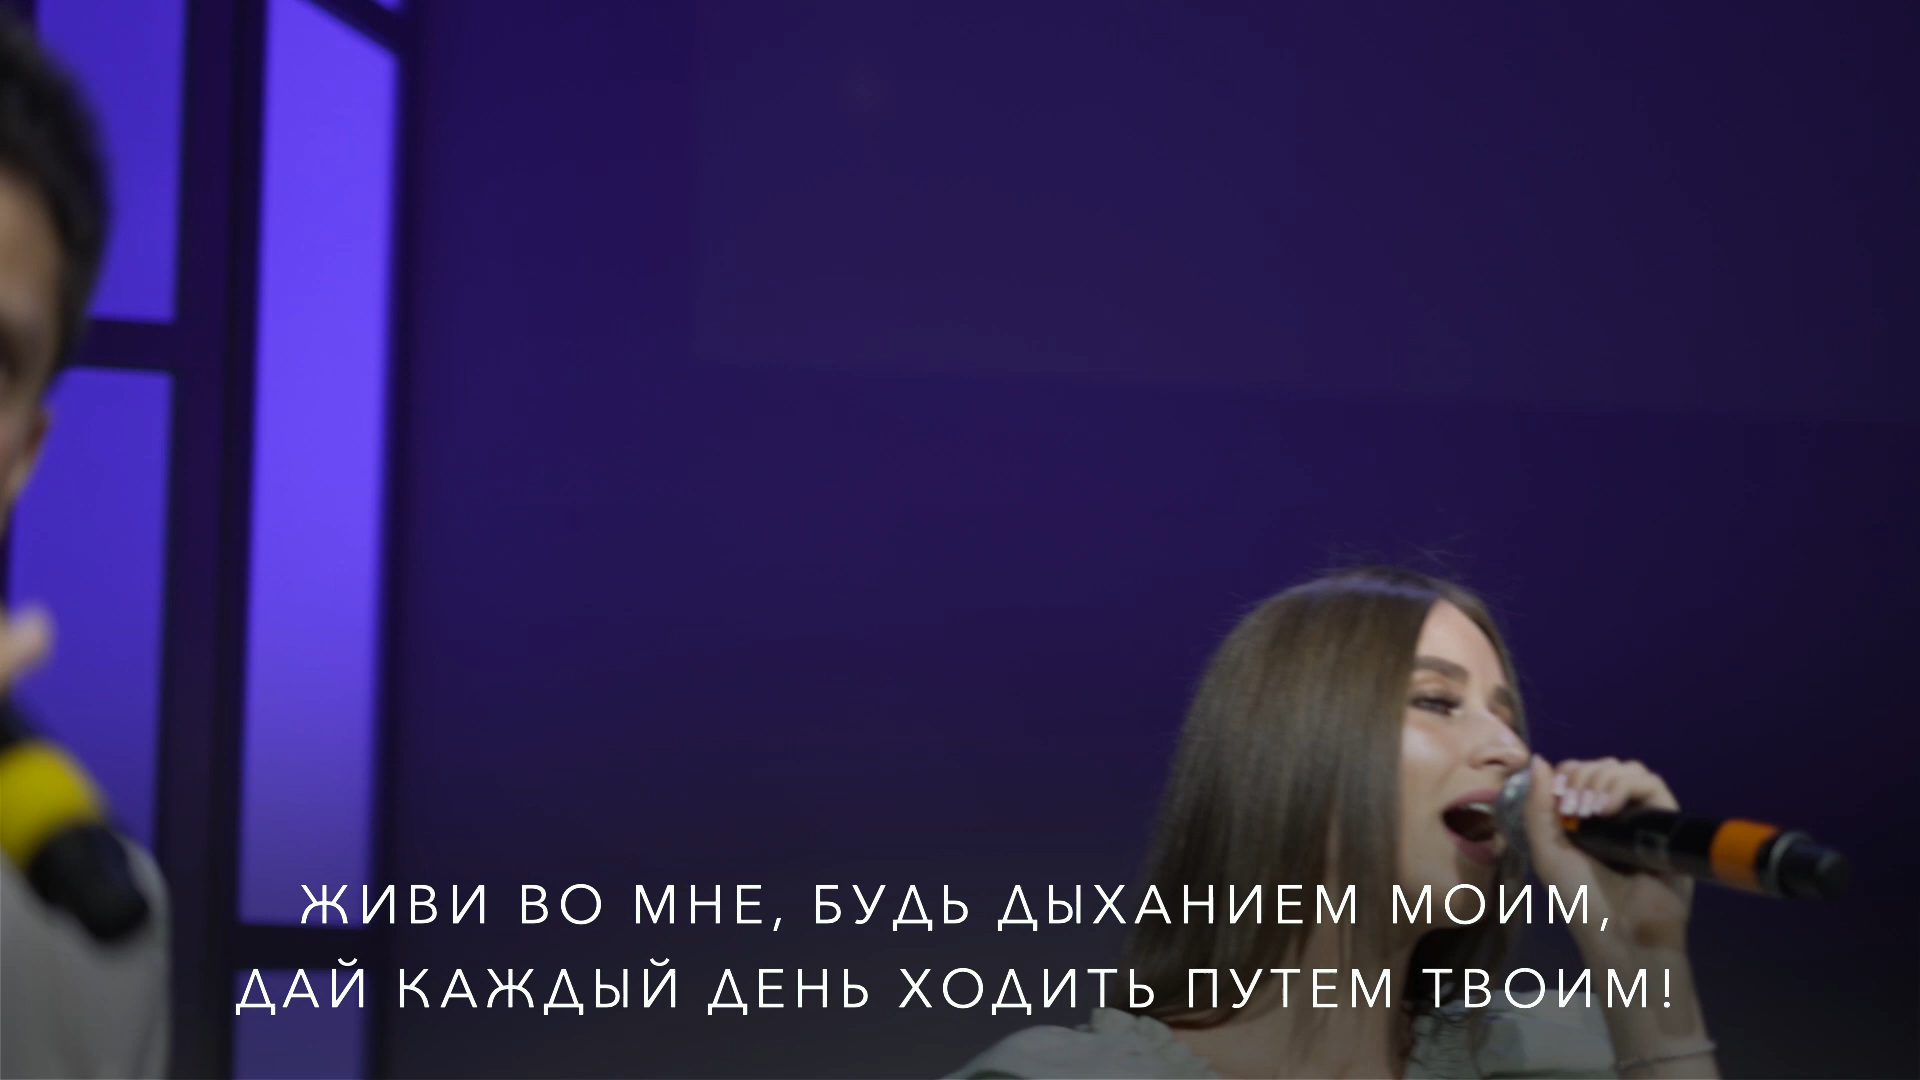 ЖИВИ ВО МНЕ, БУДЬ ДЫХАНИЕМ МОИМ,
ДАЙ КАЖДЫЙ ДЕНЬ ХОДИТЬ ПУТЕМ ТВОИМ!